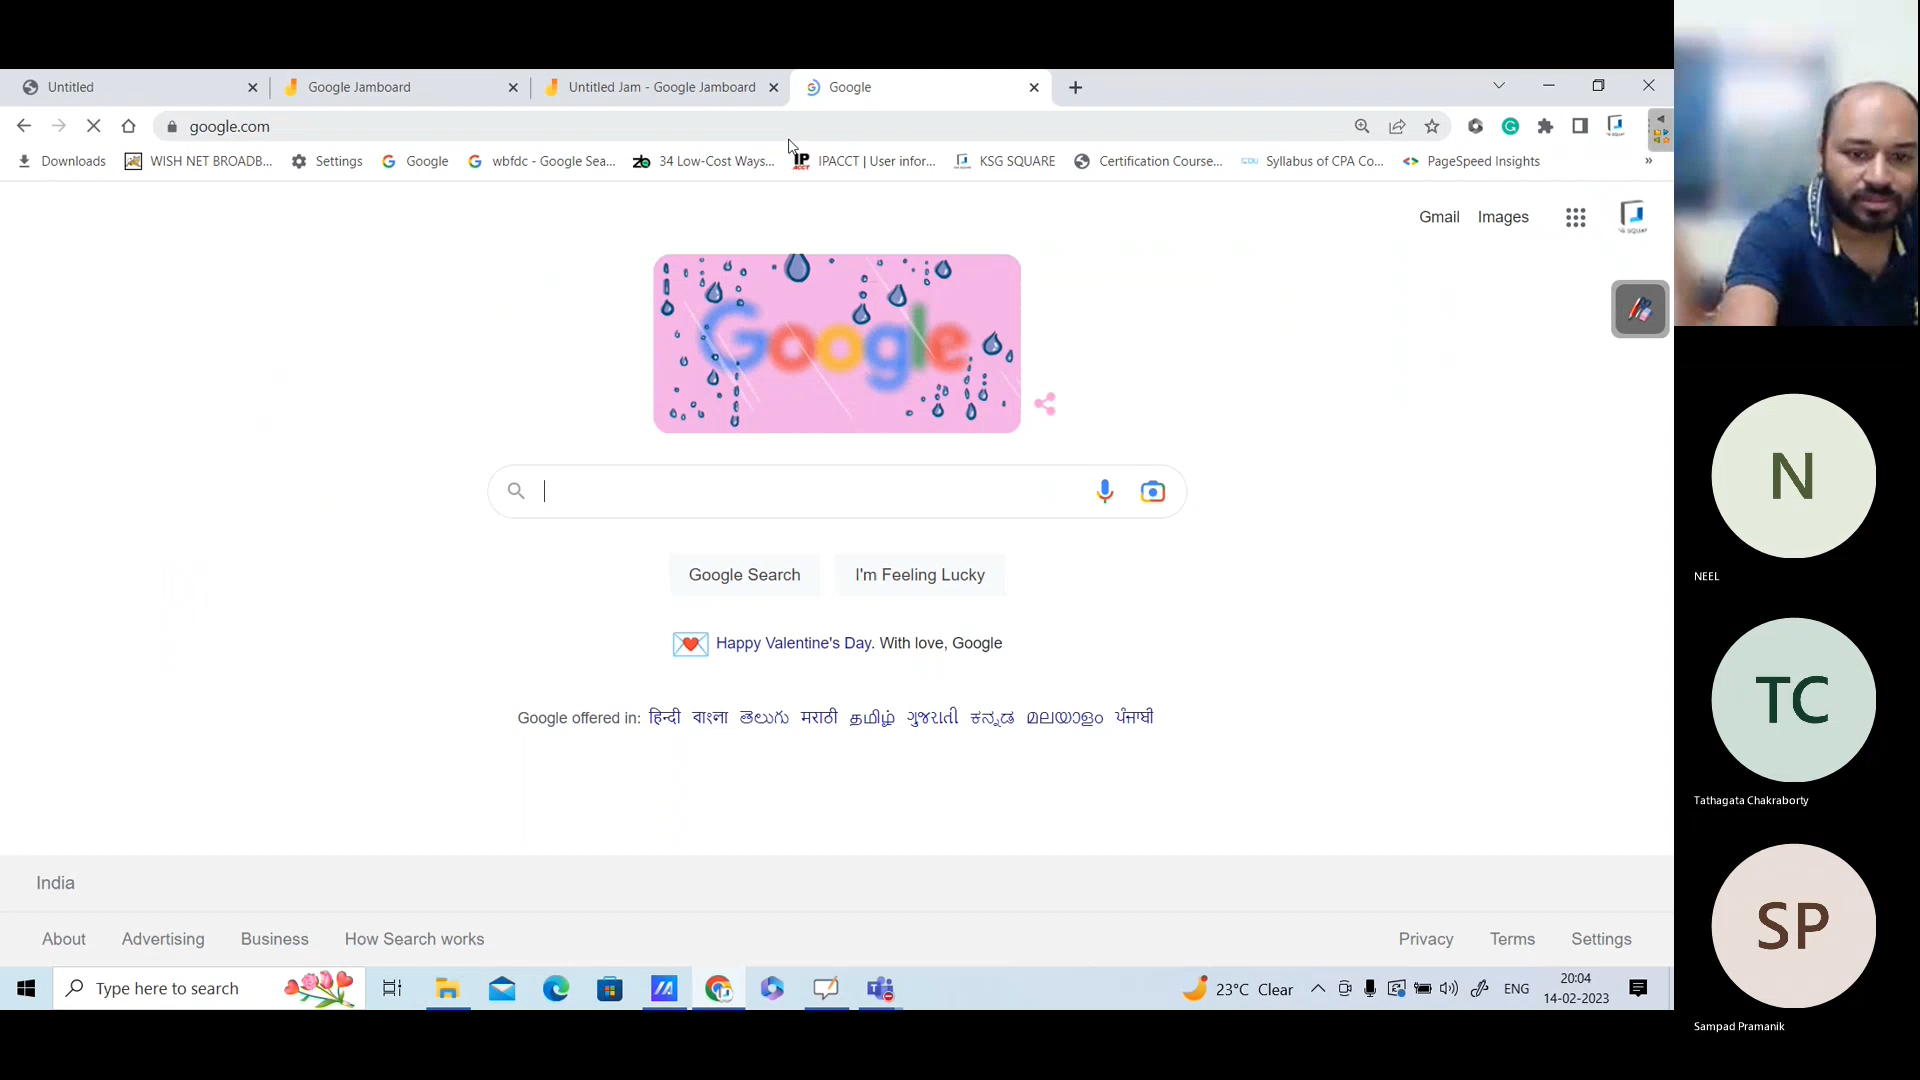 Untitled
Google Jamboard
Untitled Jam - Google Jamboard
Google
google.com
Downloads
WISH NET BROADB...
Settings
Google
wbfdc - Google Sea...
34 Low-Cost Ways...
IPACCT | User infor...
KSG SQUARE
Certification Course...
Syllabus of CPA Co...
PageSpeed Insights
»
Gmail
Images
Google
Google Search
I'm Feeling Lucky
Happy Valentine's Day. With love, Google
Google offered in: हिन्दी বাংলা తెలుగు मराठी தமிழ் ગુજરાતી ಕನ್ನಡ മലയാളം ਪੰਜਾਬੀ
India
About
Advertising
Business
How Search works
Privacy
Terms
Settings
Type here to search
23°C Clear
ENG
20:04
14-02-2023
N
NEEL
TC
Tathagata Chakraborty
SP
Sampad Pramanik